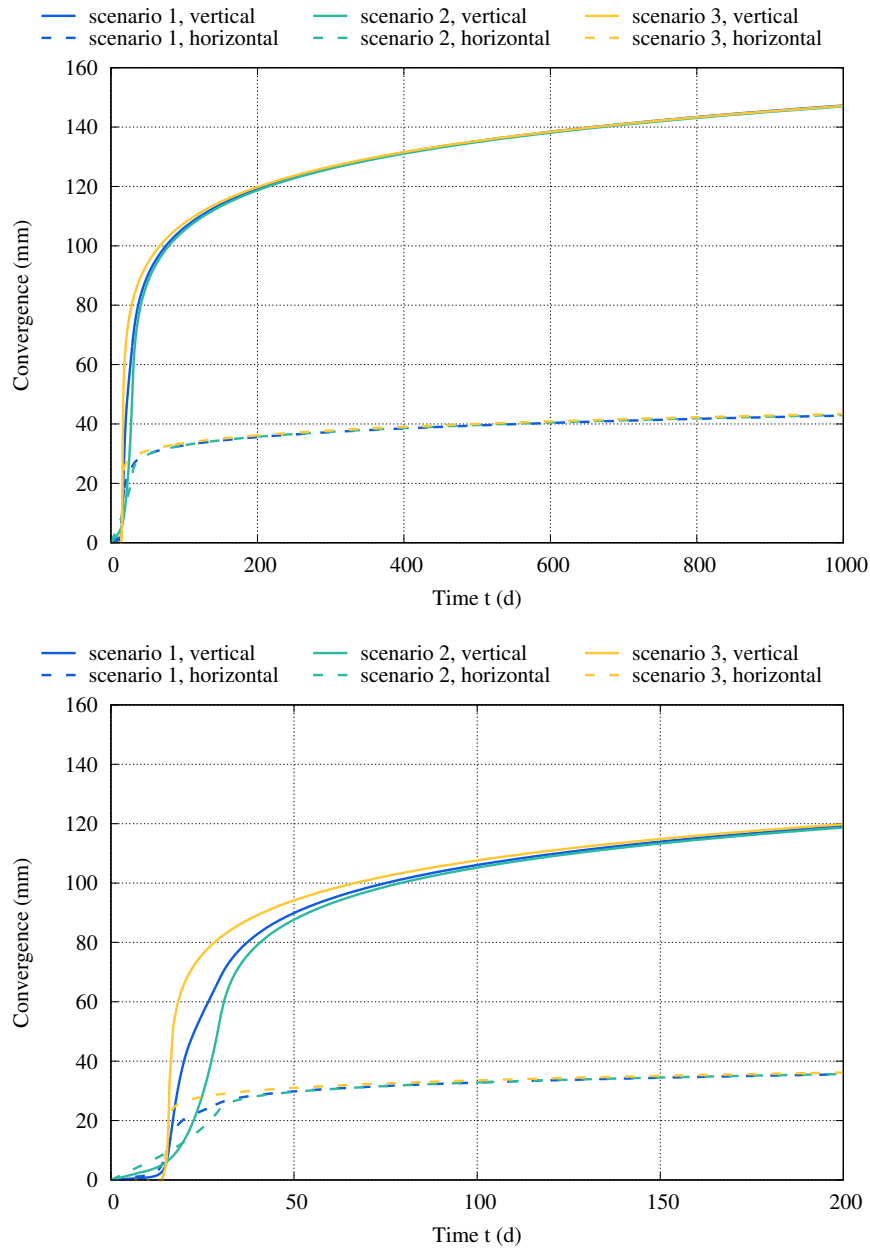 scenario 1, vertical scenario 2, vertical scenario 3, vertical
scenario 1, horizontal scenario 2, horizontal scenario 3, horizontal
160
140
120
100
80
60
40
20
0
Convergence (mm)
0 200 400 600 800 1000
Time t (d)
scenario 1, vertical scenario 2, vertical scenario 3, vertical
scenario 1, horizontal scenario 2, horizontal scenario 3, horizontal
160
140
120
100
80
60
40
20
0
Convergence (mm)
0 50 100 150 200
Time t (d)